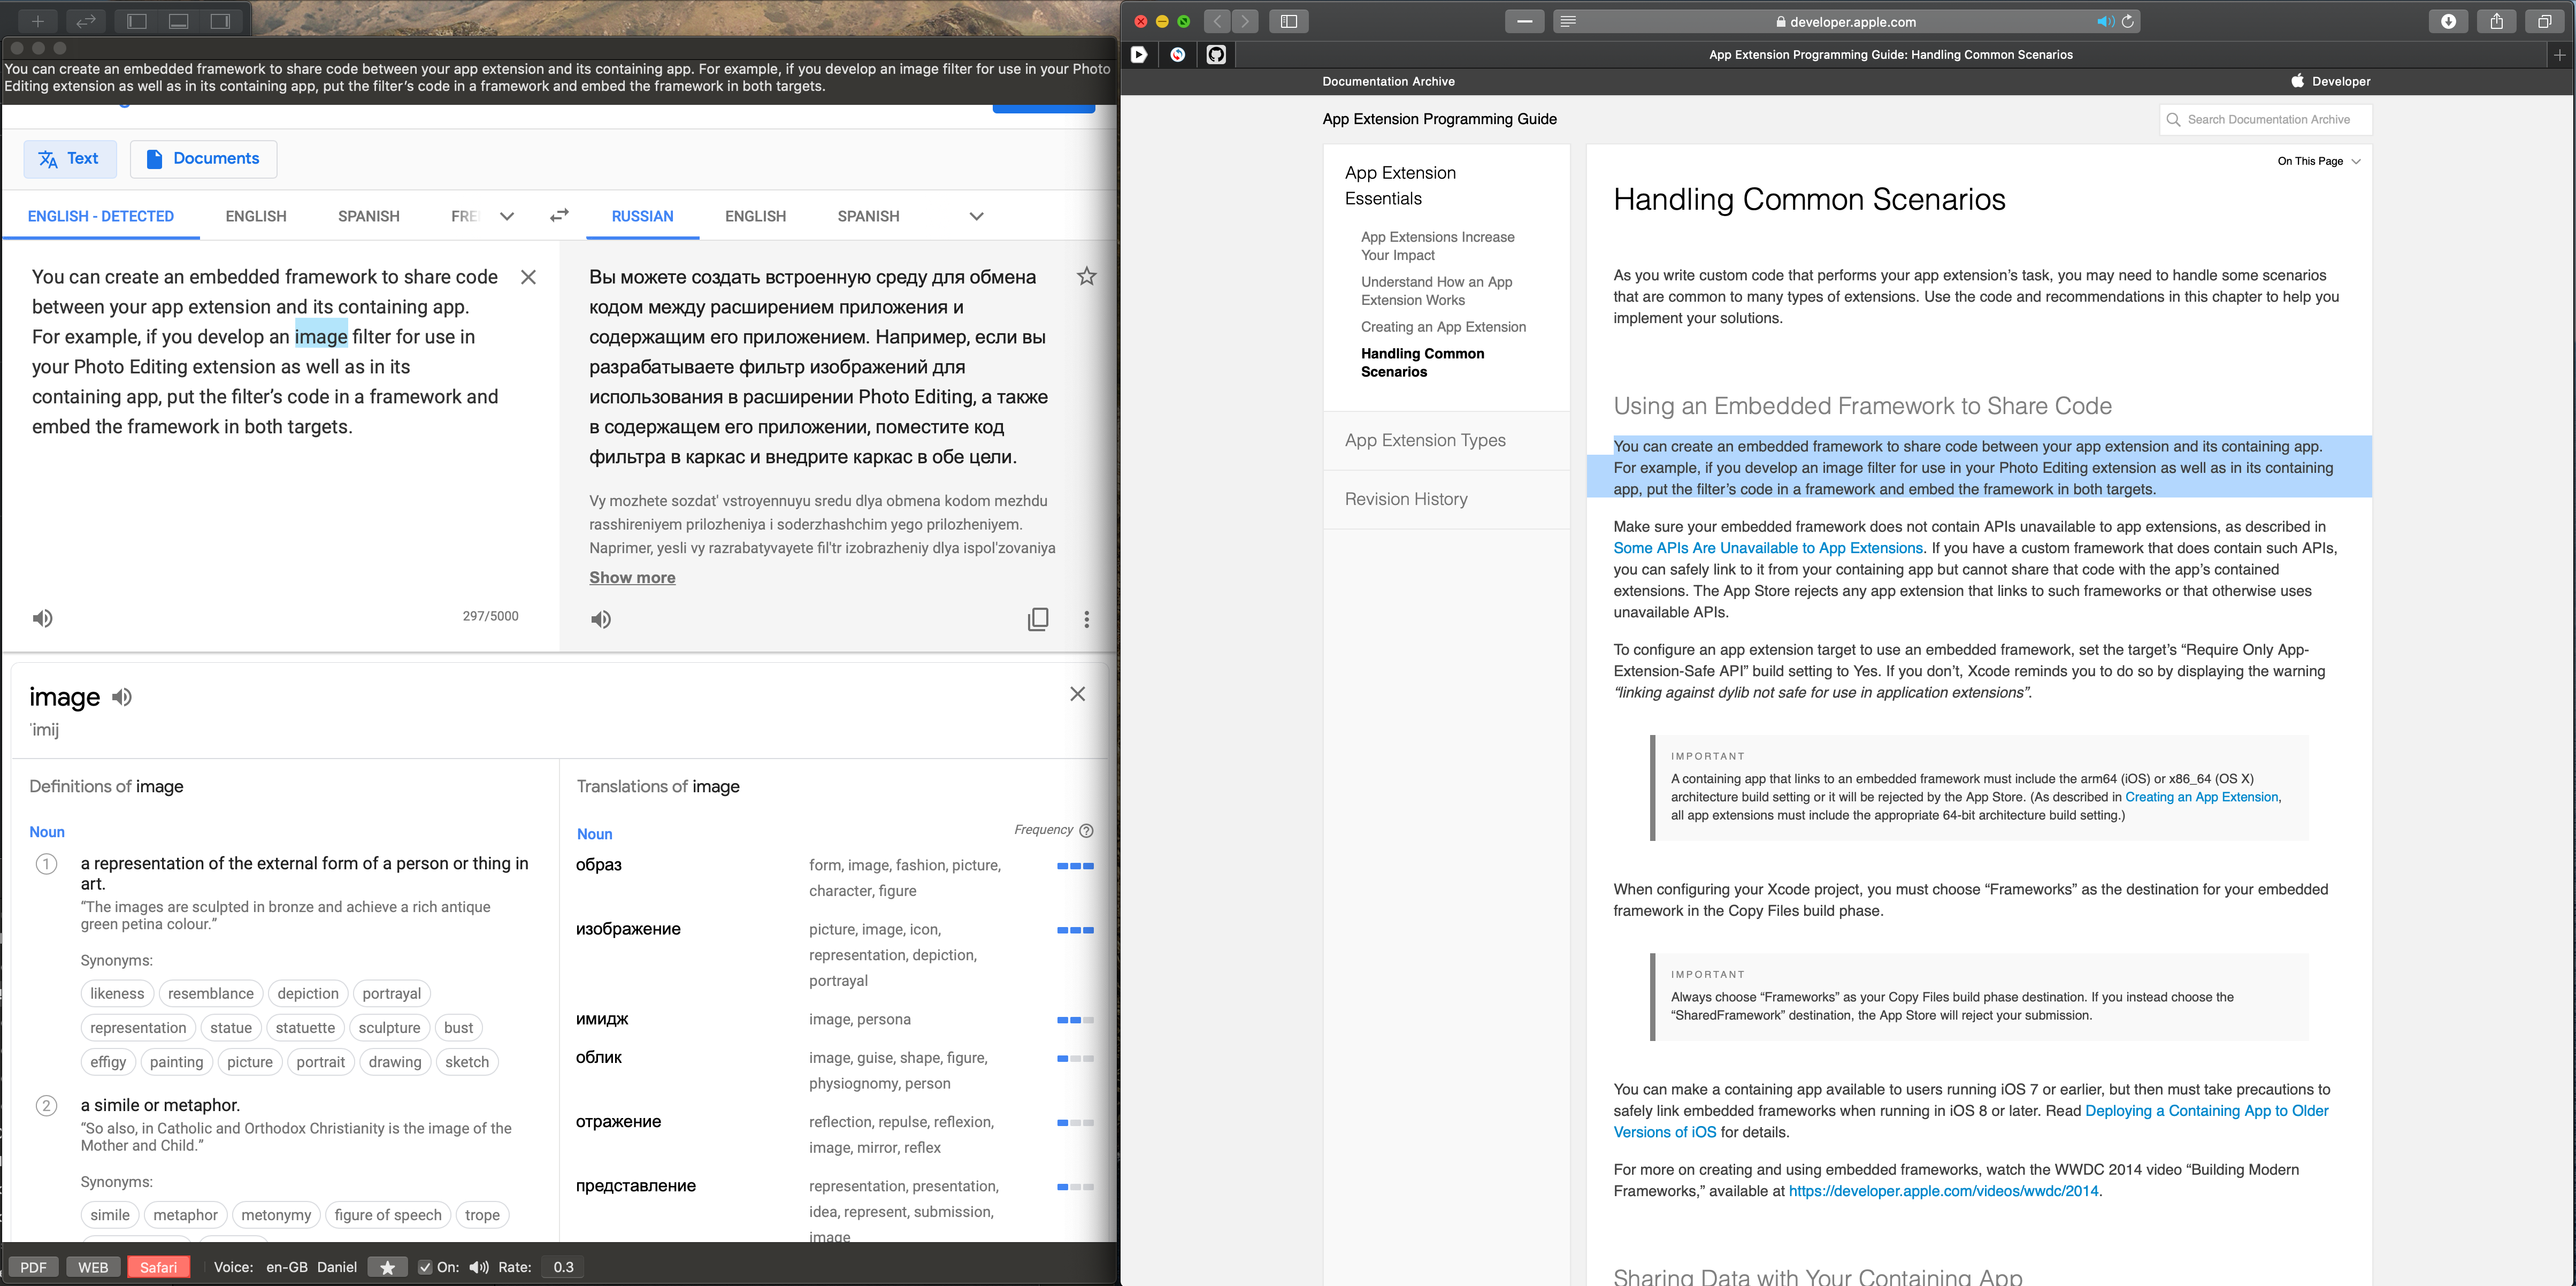 You can create an embedded framework to share code between your app extension and its containing app. For example, if you develop an image filter for use in your Photo
Editing extension as well as in its containing app, put the filter’s code in a framework and embed the framework in both targets.
Text
Documents
ENGLISH - DETECTED
ENGLISH
SPANISH
RUSSIAN
ENGLISH
SPANISH
You can create an embedded framework to share code
between your app extension and its containing app.
For example, if you develop an image filter for use in
your Photo Editing extension as well as in its
containing app, put the filter’s code in a framework and
embed the framework in both targets.
297/5000
Вы можете создать встроенную среду для обмена
кодом между расширением приложения и
содержащим его приложением. Например, если вы
разрабатываете фильтр изображений для
использования в расширении Photo Editing, а также
в содержащем его приложении, поместите код
фильтра в каркас и внедрите каркас в обе цели.
Vy mozhete sozdat' vstroyennuyu sredu dlya obmena kodom mezhdu
rasshireniyem prilozheniya i soderzhashchim yego prilozheniyem.
Naprimer, yesli vy razrabatyvayete fil'tr izobrazheniy dlya ispol'zovaniya
Show more
image
ˈimij
Definitions of image
Noun
1
a representation of the external form of a person or thing in
art.
“The images are sculpted in bronze and achieve a rich antique
green petina colour.”
Synonyms:
likeness resemblance depiction portrayal
representation statue statuette sculpture bust
effigy painting picture portrait drawing sketch
2
a simile or metaphor.
“So also, in Catholic and Orthodox Christianity is the image of the
Mother and Child.”
Synonyms:
simile metaphor metonymy figure of speech trope
Translations of image
Noun
Frequency
образ
form, image, fashion, picture,
character, figure
изображение
picture, image, icon,
representation, depiction,
portrayal
имидж
image, persona
облик
image, guise, shape, figure,
physiognomy, person
отражение
reflection, repulse, reflexion,
image, mirror, reflex
представление
representation, presentation,
idea, represent, submission,
image
PDF WEB Safari Voice: en-GB Daniel On: Rate: 0.3
developer.apple.com
App Extension Programming Guide: Handling Common Scenarios
Documentation Archive
Developer
App Extension Programming Guide
Search Documentation Archive
App Extension
Essentials
App Extensions Increase
Your Impact
Understand How an App
Extension Works
Creating an App Extension
Handling Common
Scenarios
App Extension Types
Revision History
On This Page
Handling Common Scenarios
As you write custom code that performs your app extension’s task, you may need to handle some scenarios
that are common to many types of extensions. Use the code and recommendations in this chapter to help you
implement your solutions.
Using an Embedded Framework to Share Code
You can create an embedded framework to share code between your app extension and its containing app.
For example, if you develop an image filter for use in your Photo Editing extension as well as in its containing
app, put the filter’s code in a framework and embed the framework in both targets.
Make sure your embedded framework does not contain APIs unavailable to app extensions, as described in
Some APIs Are Unavailable to App Extensions. If you have a custom framework that does contain such APIs,
you can safely link to it from your containing app but cannot share that code with the app’s contained
extensions. The App Store rejects any app extension that links to such frameworks or that otherwise uses
unavailable APIs.
To configure an app extension target to use an embedded framework, set the target’s “Require Only App-
Extension-Safe API” build setting to Yes. If you don’t, Xcode reminds you to do so by displaying the warning
“linking against dylib not safe for use in application extensions”.
IMPORTANT
A containing app that links to an embedded framework must include the arm64 (iOS) or x86_64 (OS X)
architecture build setting or it will be rejected by the App Store. (As described in Creating an App Extension,
all app extensions must include the appropriate 64-bit architecture build setting.)
When configuring your Xcode project, you must choose “Frameworks” as the destination for your embedded
framework in the Copy Files build phase.
IMPORTANT
Always choose “Frameworks” as your Copy Files build phase destination. If you instead choose the
“SharedFramework” destination, the App Store will reject your submission.
You can make a containing app available to users running iOS 7 or earlier, but then must take precautions to
safely link embedded frameworks when running in iOS 8 or later. Read Deploying a Containing App to Older
Versions of iOS for details.
For more on creating and using embedded frameworks, watch the WWDC 2014 video “Building Modern
Frameworks,” available at https://developer.apple.com/videos/wwdc/2014.
Sharing Data with Your Containing App